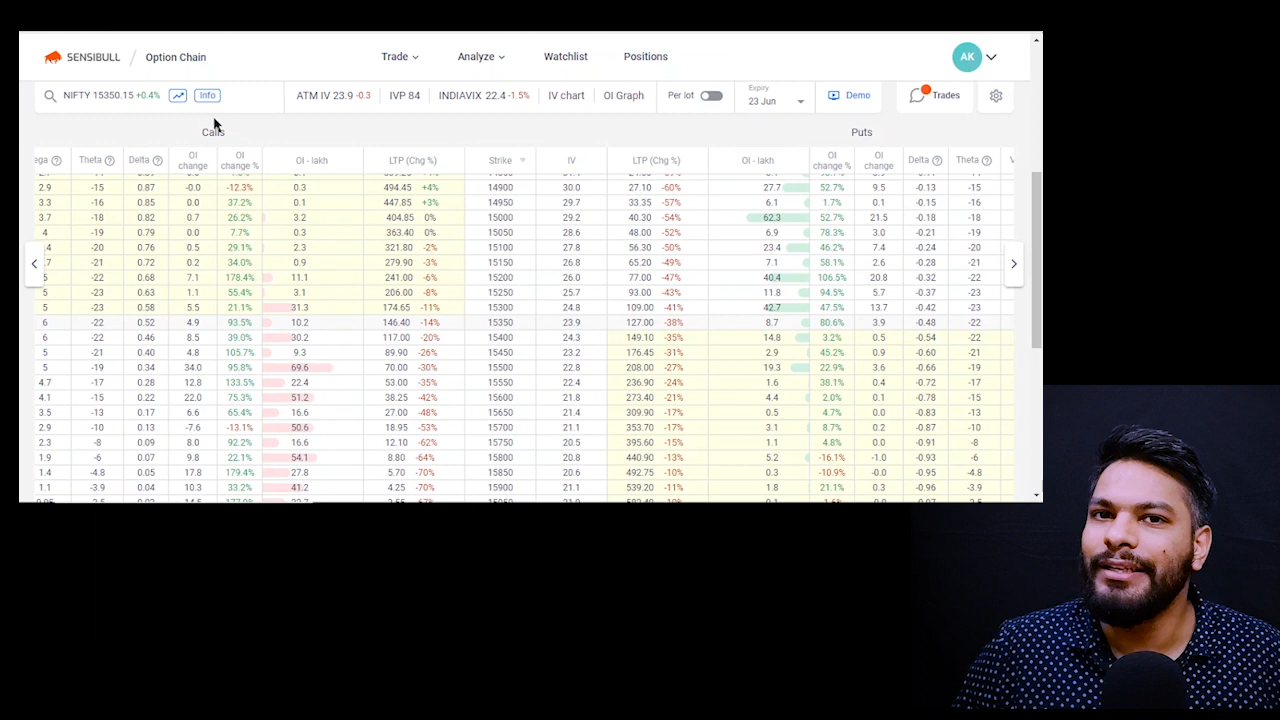 SENSIBULL / Option Chain Trade Analyze Watchlist Positions AK
NIFTY 15350.15 +0.4% Info ATM IV 23.9 -0.3 IVP 84 INDIAVIX 22.4 -1.5% IV chart OI Graph Per lot Expiry 23 Jun Demo Trades
Calls Puts
ega Theta Delta OI change OI change % OI - lakh LTP (Chg %) Strike IV LTP (Chg %) OI - lakh OI change % OI change Delta Theta V
2.9 -15 0.87 -0.0 -12.3% 0.3 494.45 +4% 14900 30.0 27.10 -60% 27.7 52.7% 9.5 -0.13 -15
3.3 -16 0.85 0.0 37.2% 0.1 447.85 +3% 14950 29.7 33.35 -57% 6.1 1.7% 0.1 -0.15 -16
3.7 -18 0.82 0.7 26.2% 3.2 404.85 0% 15000 29.2 40.30 -54% 62.3 52.7% 21.5 -0.18 -18
4 -19 0.79 0.0 7.7% 0.3 363.40 0% 15050 28.6 48.00 -52% 6.9 78.3% 3.0 -0.21 -19
.4 -20 0.76 0.5 29.1% 2.3 321.80 -2% 15100 27.8 56.30 -50% 23.4 46.2% 7.4 -0.24 -20
.7 -21 0.72 0.2 34.0% 0.9 279.90 -3% 15150 26.8 65.20 -49% 7.1 58.1% 2.6 -0.28 -21
5 -22 0.68 7.1 178.4% 11.1 241.00 -6% 15200 26.0 77.00 -47% 40.4 106.5% 20.8 -0.32 -22
5 -23 0.63 1.1 55.4% 3.1 206.00 -8% 15250 25.7 93.00 -43% 11.8 94.5% 5.7 -0.37 -23
5 -23 0.58 5.5 21.1% 31.3 174.65 -11% 15300 24.8 109.00 -41% 42.7 47.5% 13.7 -0.42 -23
6 -22 0.52 4.9 93.5% 10.2 146.40 -14% 15350 23.9 127.00 -38% 8.7 80.6% 3.9 -0.48 -22
6 -22 0.46 8.5 39.0% 30.2 117.00 -20% 15400 24.3 149.10 -35% 14.8 3.2% 0.5 -0.54 -22
5 -21 0.40 4.8 105.7% 9.3 89.90 -26% 15450 23.2 176.45 -31% 2.9 45.2% 0.9 -0.60 -21
5 -19 0.34 34.0 95.8% 69.6 70.00 -30% 15500 22.8 208.00 -27% 19.3 22.9% 3.6 -0.66 -19
4.7 -17 0.28 12.8 133.5% 22.4 53.00 -35% 15550 22.4 236.90 -24% 1.6 38.1% 0.4 -0.72 -17
4.1 -15 0.22 22.0 75.3% 51.2 38.25 -42% 15600 21.8 273.40 -21% 4.4 2.0% 0.1 -0.78 -15
3.5 -13 0.17 6.6 65.4% 16.6 27.00 -48% 15650 21.4 309.90 -17% 0.5 4.7% 0.0 -0.83 -13
2.9 -10 0.13 -7.6 -13.1% 50.6 18.95 -53% 15700 21.1 353.70 -17% 3.1 8.7% 0.2 -0.87 -10
2.3 -8 0.09 8.0 92.2% 16.6 12.10 -62% 15750 20.5 395.60 -15% 1.1 4.8% 0.0 -0.91 -8
1.9 -6 0.07 9.8 22.1% 54.1 8.80 -64% 15800 20.8 440.90 -13% 5.2 -16.1% -1.0 -0.93 -6
1.4 -4.8 0.05 17.8 179.4% 27.8 5.70 -70% 15850 20.6 492.75 -10% 0.3 -10.9% -0.0 -0.95 -4.8
1.1 -3.9 0.04 10.3 33.2% 41.2 4.25 -70% 15900 21.1 539.20 -11% 1.8 21.1% 0.3 -0.96 -3.9